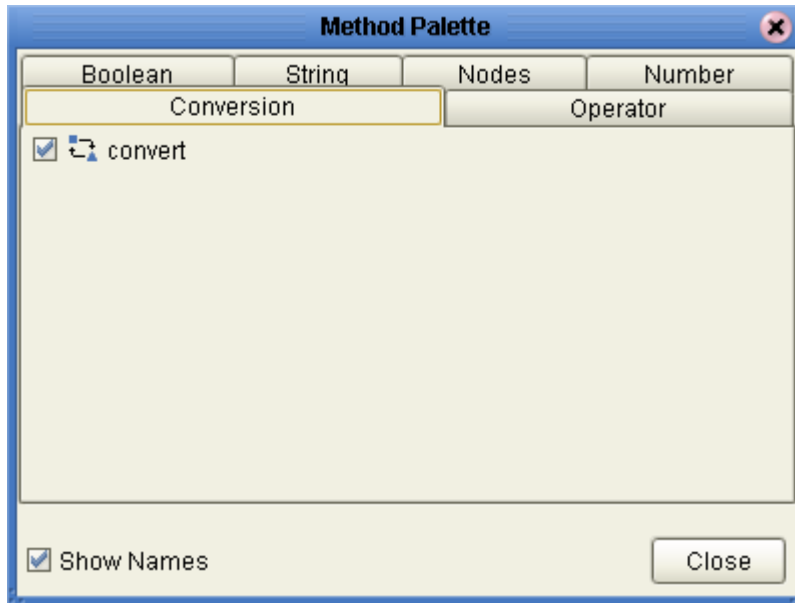 Method Palette
Boolean String Nodes Number
Conversion Operator
convert
Show Names Close